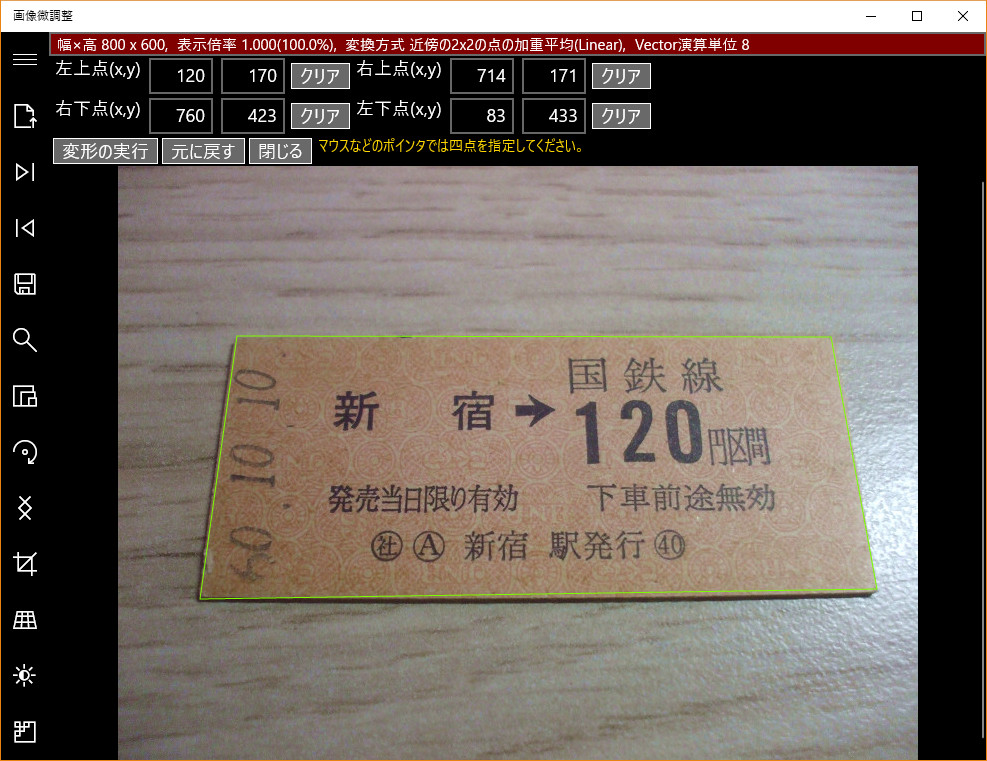 画像微調整
幅×高 800 x 600, 表示倍率 1.000(100.0%), 変換方式 近傍の2x2の点の加重平均(Linear), Vector演算単位 8
左上点(x,y) 120 170 クリア 右上点(x,y) 714 171 クリア
右下点(x,y) 760 423 クリア 左下点(x,y) 83 433 クリア
変形の実行 元に戻す 閉じる マウスなどのポインタでは四点を指定してください。
60.10.10
国鉄線
新宿→120円区間
発売当日限り有効 下車前途無効
㊓Ⓐ 新宿 駅発行㊵